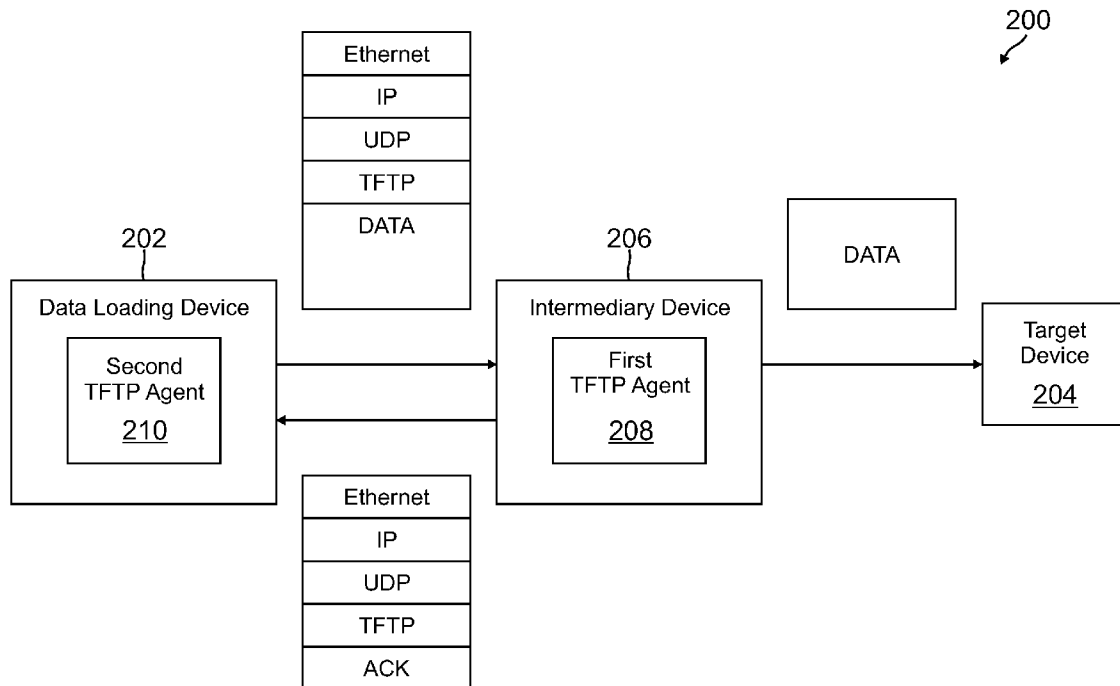 200
Ethernet
IP
UDP
TFTP
DATA
202
Data Loading Device
Second
TFTP Agent
210
206
Intermediary Device
First
TFTP Agent
208
DATA
Target
Device
204
Ethernet
IP
UDP
TFTP
ACK